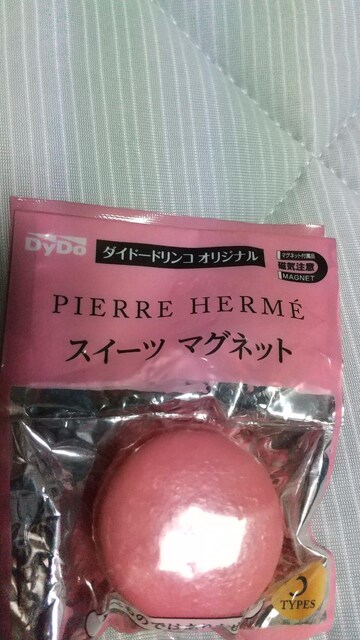 DyDo
ダイドードリンコ オリジナル
マグネット付商品
磁気注意
MAGNET
PIERRE HERMÉ
スイーツ マグネット
TYPES